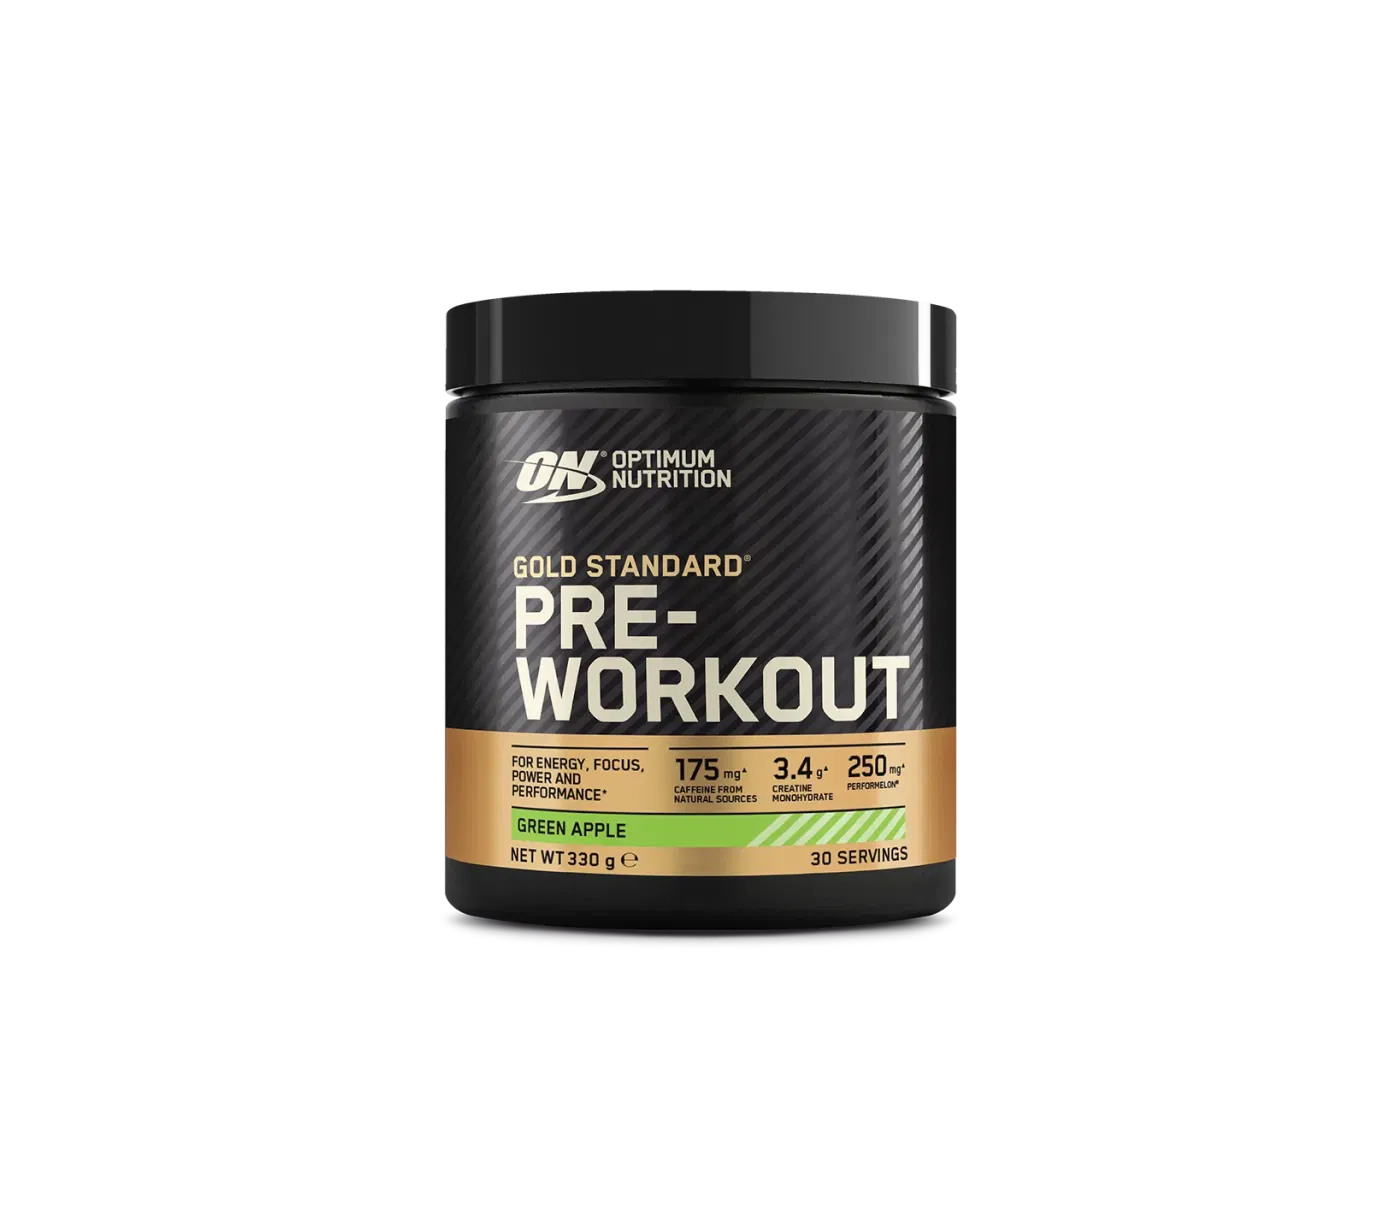 ON® OPTIMUM
NUTRITION
GOLD STANDARD®
PRE-
WORKOUT
FOR ENERGY, FOCUS,
POWER AND
PERFORMANCE*
175 mg▲
CAFFEINE FROM
NATURAL SOURCES
3.4 g▲
CREATINE
MONOHYDRATE
250 mg▲
PERFORMELON®
GREEN APPLE
NET WT 330 g ℮
30 SERVINGS